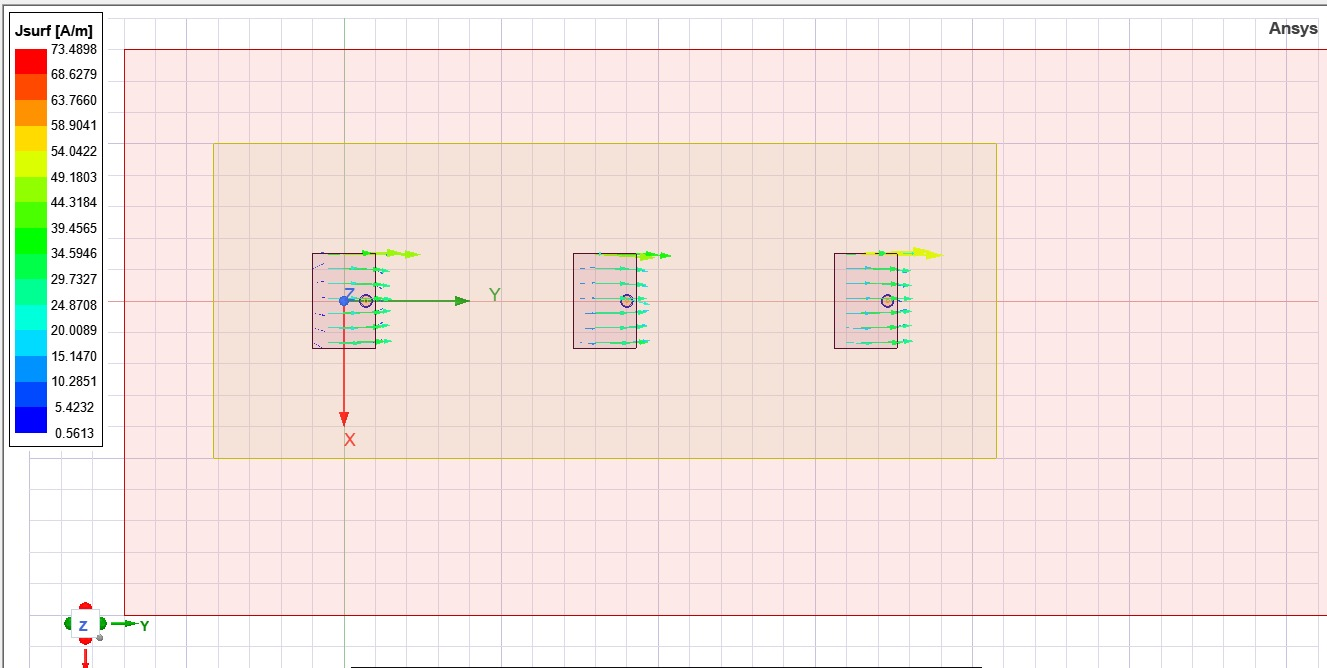 Jsurf [A/m]
73.4898
68.6279
63.7660
58.9041
54.0422
49.1803
44.3184
39.4565
34.5946
29.7327
24.8708
20.0089
15.1470
10.2851
5.4232
0.5613
Ansys
Z
Y
X
Z
Y